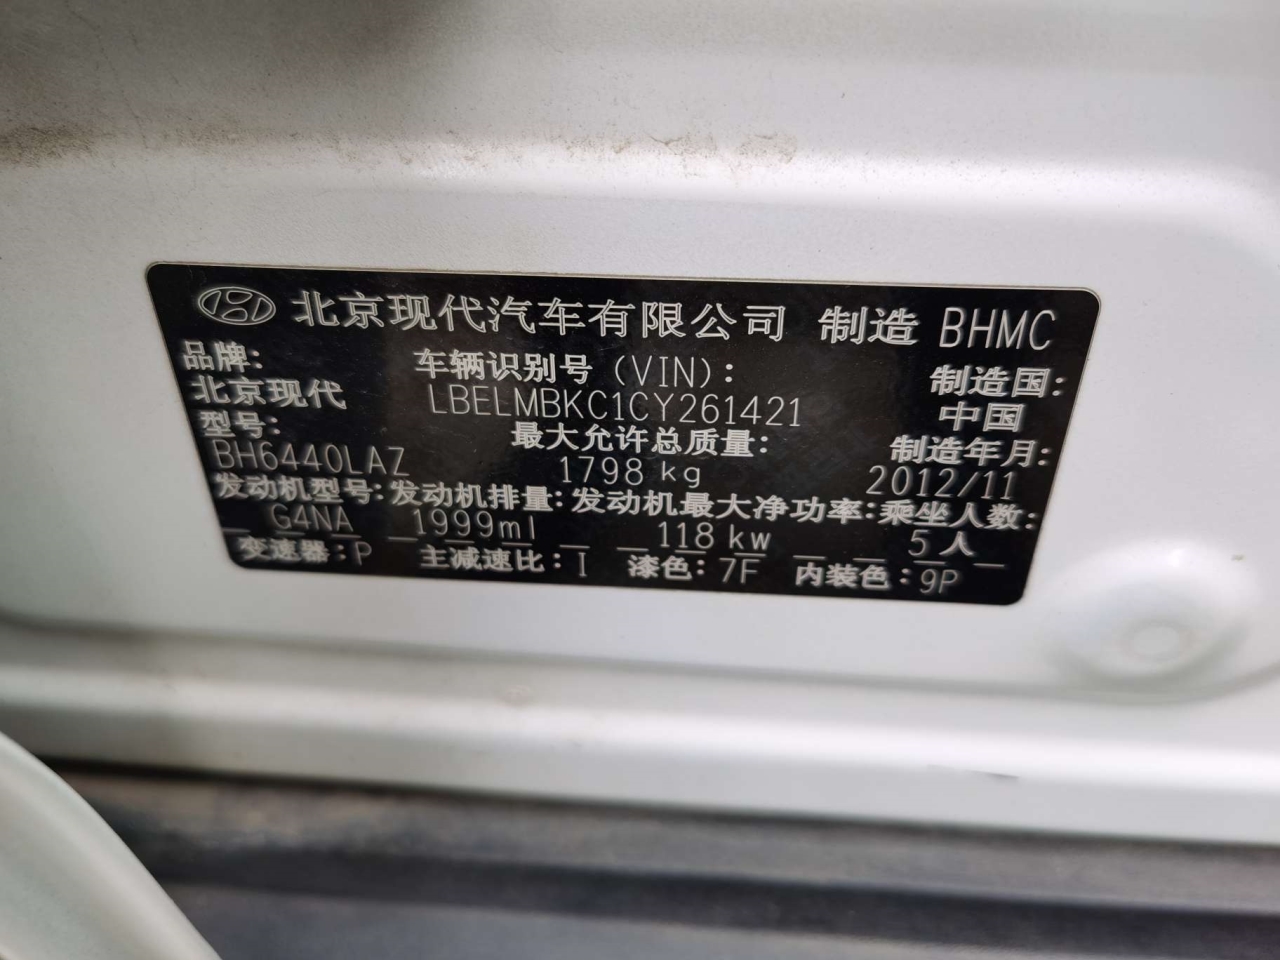 北京现代汽车有限公司 制造 BHMC
品牌: 车辆识别号 (VIN): 制造国:
北京现代 LBELMBKC1CY261421 中国
型号: 最大允许总质量: 制造年月:
BH6440LAZ 1798 kg 2012/11
发动机型号: 发动机排量: 发动机最大净功率: 乘坐人数:
G4NA 1999ml 118 kw 5 人
变速器: P 主减速比: I 漆色: 7F 内装色: 9P